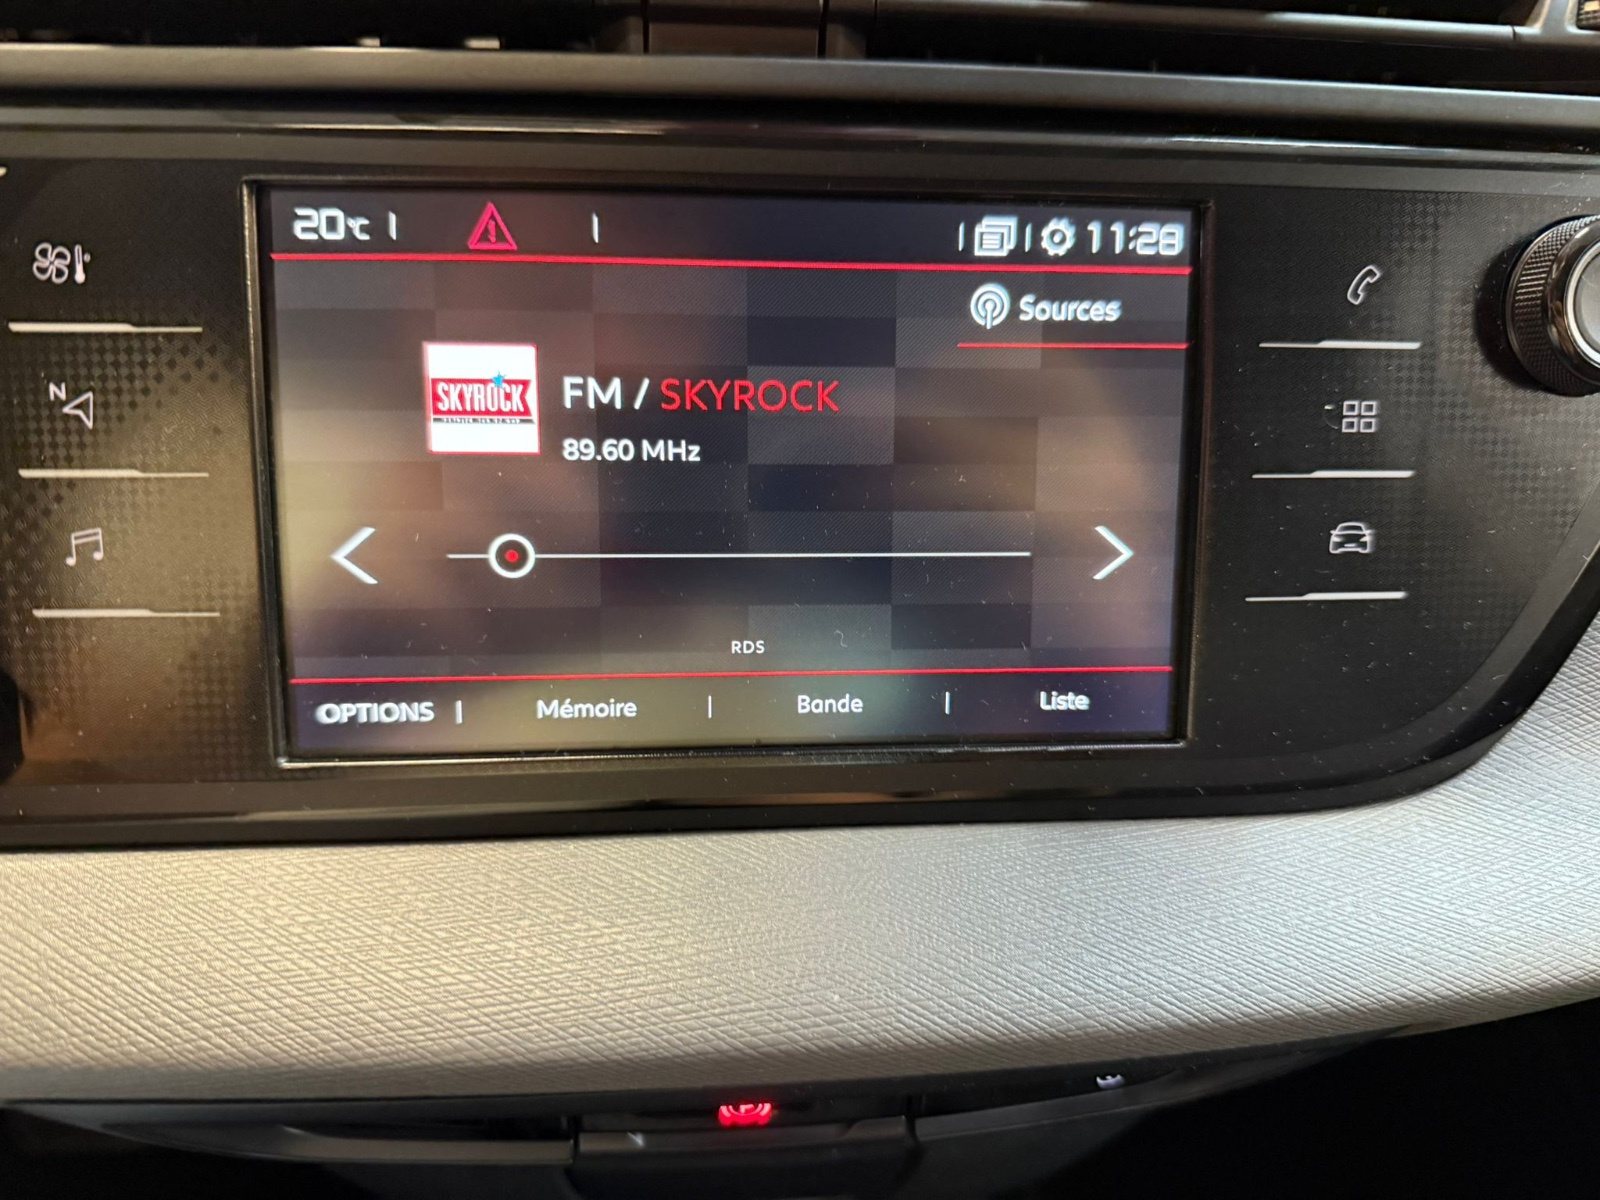 20°C
11:28
Sources
SKYROCK
FM / SKYROCK
89.60 MHz
RDS
OPTIONS
Mémoire
Bande
Liste
N
P